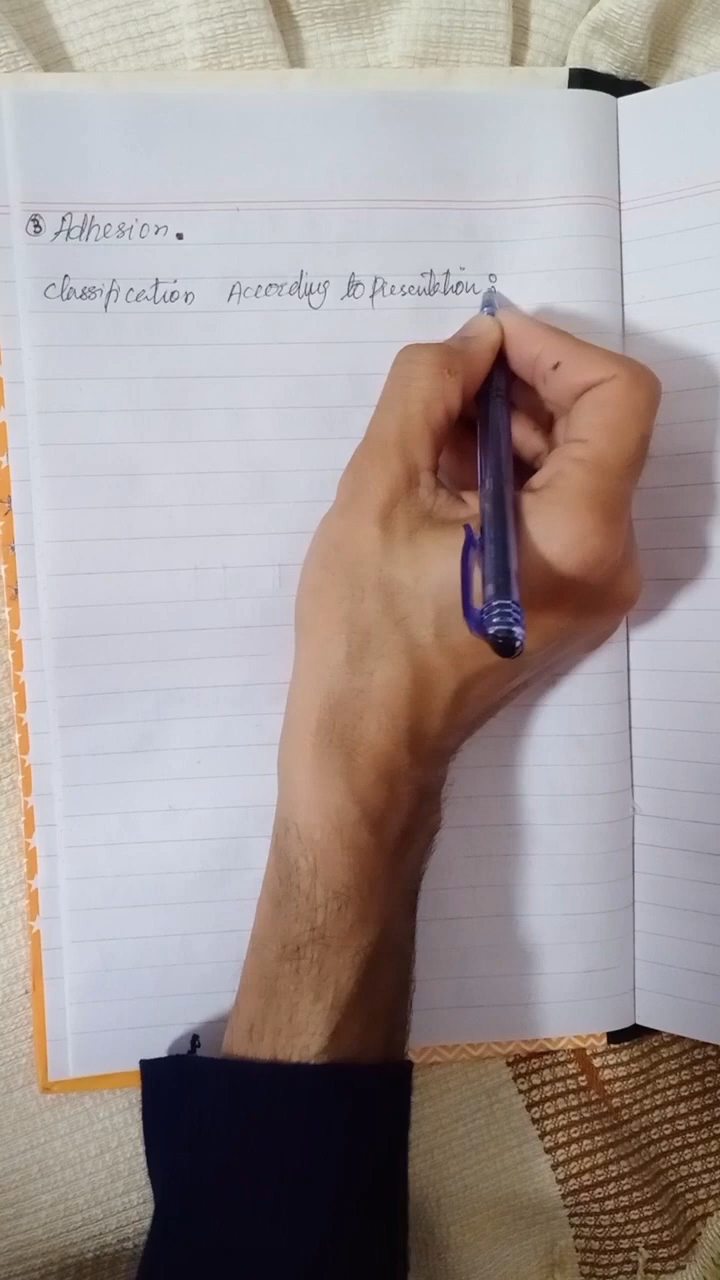 ③ Adhesion.
Classification According to Presentation: